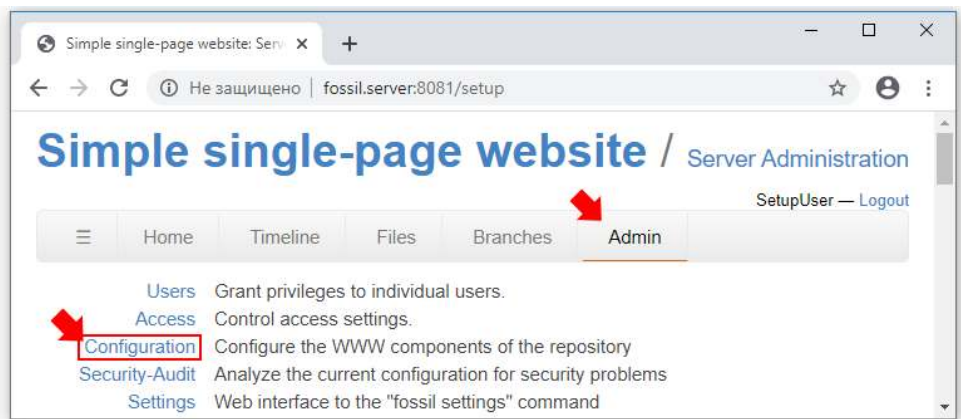 Simple single-page website: Serv
Не защищено | fossil.server:8081/setup
Simple single-page website / Server Administration
SetupUser — Logout
☰ Home Timeline Files Branches Admin
Users Grant privileges to individual users.
Access Control access settings.
Configuration Configure the WWW components of the repository
Security-Audit Analyze the current configuration for security problems
Settings Web interface to the "fossil settings" command